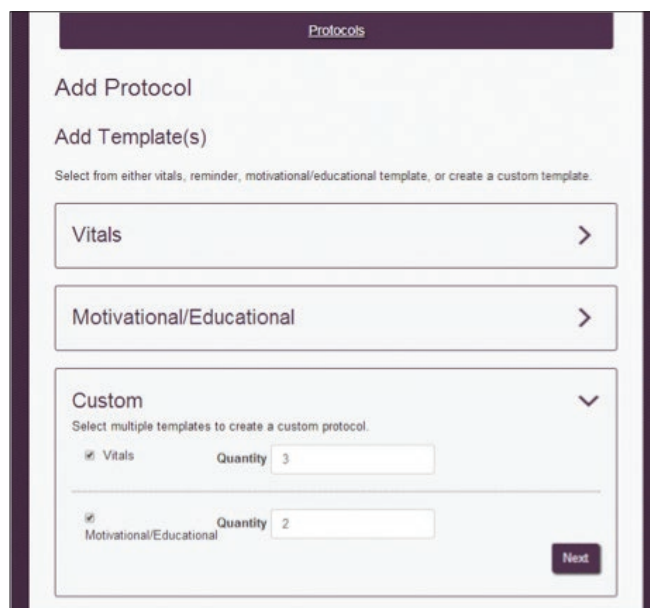 Protocols
Add Protocol
Add Template(s)
Select from either vitals, reminder, motivational/educational template, or create a custom template.
Vitals
Motivational/Educational
Custom
Select multiple templates to create a custom protocol.
Vitals Quantity 3
Motivational/Educational Quantity 2
Next